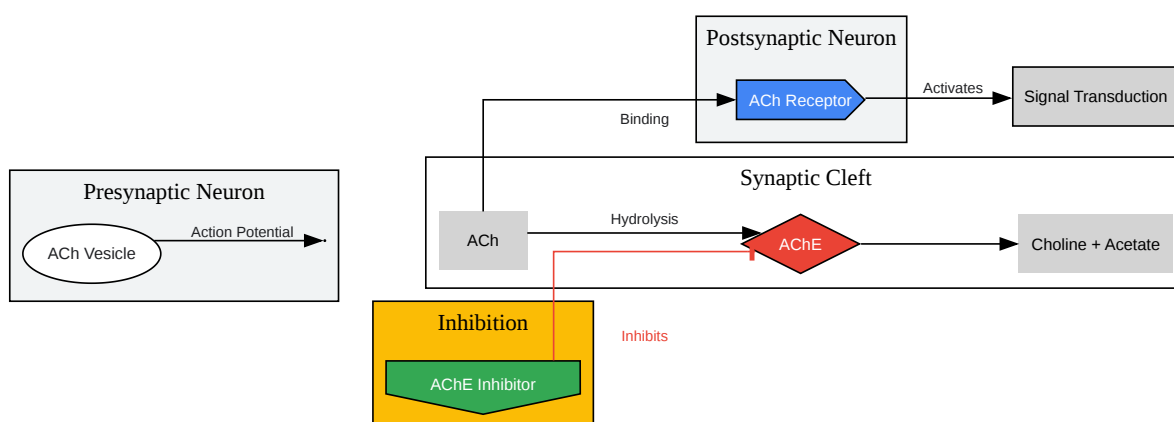 Postsynaptic Neuron
ACh Receptor
Activates
Signal Transduction
Binding
Synaptic Cleft
Presynaptic Neuron
ACh Vesicle
Action Potential
ACh
Hydrolysis
AChE
Choline + Acetate
Inhibition
Inhibits
AChE Inhibitor